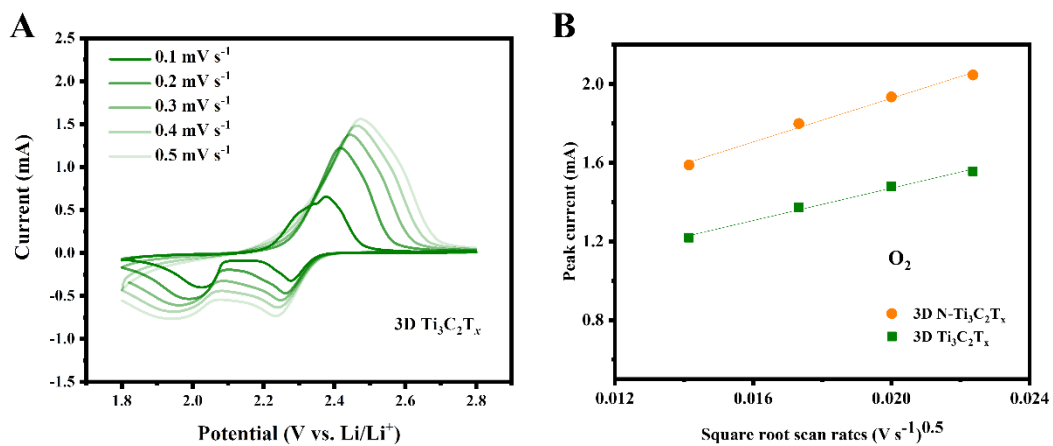 A
2.5
2.0
1.5
1.0
0.5
0.0
-0.5
-1.0
-1.5
1.8
2.0
2.2
2.4
2.6
2.8
Current (mA)
Potential (V vs. Li/Li⁺)
0.1 mV s⁻¹
0.2 mV s⁻¹
0.3 mV s⁻¹
0.4 mV s⁻¹
0.5 mV s⁻¹
3D Ti₃C₂Tₓ
B
2.0
1.6
1.2
0.8
0.012
0.016
0.020
0.024
Peak current (mA)
Square root scan rates (V s⁻¹)⁰·⁵
O₂
3D N-Ti₃C₂Tₓ
3D Ti₃C₂Tₓ